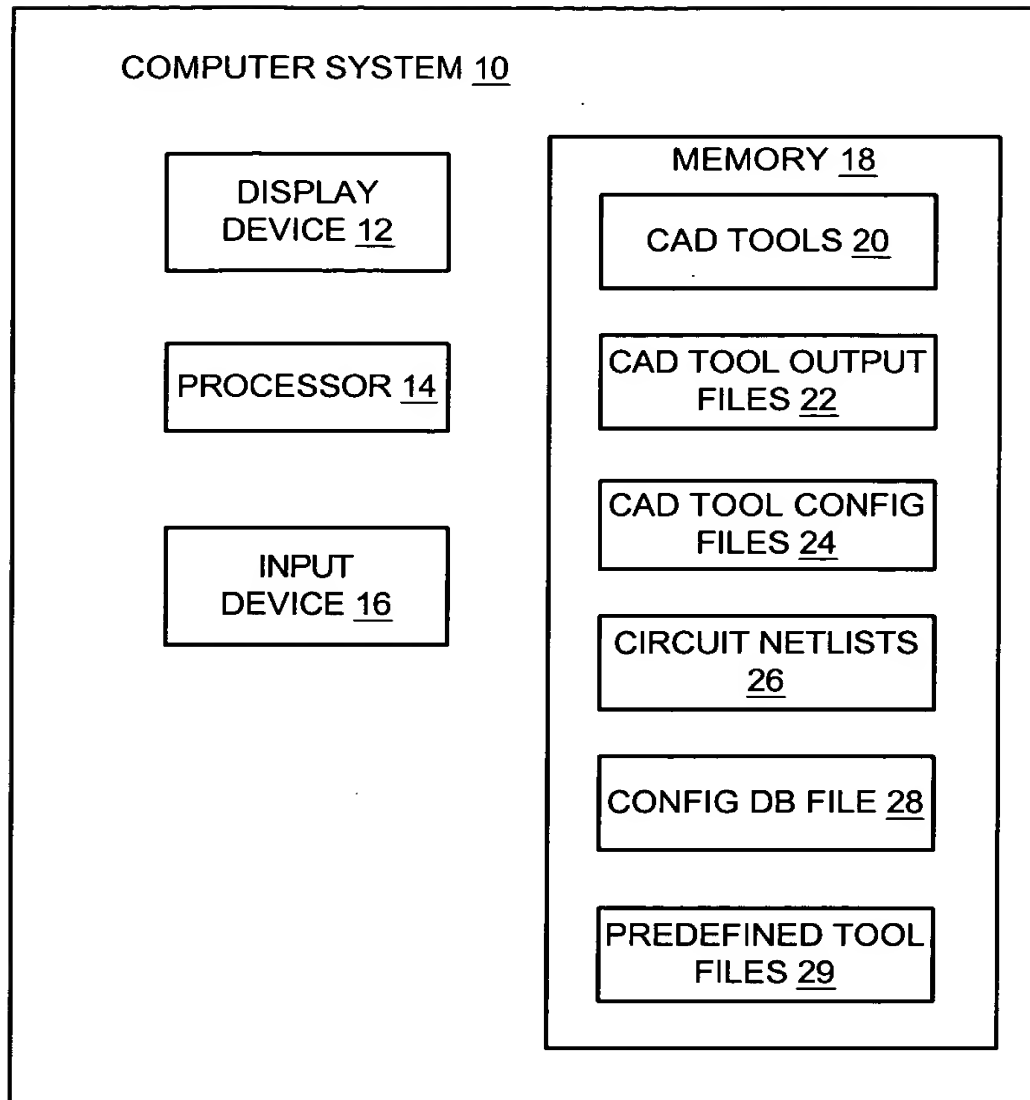 COMPUTER SYSTEM 10
DISPLAY
DEVICE 12
PROCESSOR 14
INPUT
DEVICE 16
MEMORY 18
CAD TOOLS 20
CAD TOOL OUTPUT
FILES 22
CAD TOOL CONFIG
FILES 24
CIRCUIT NETLISTS
26
CONFIG DB FILE 28
PREDEFINED TOOL
FILES 29